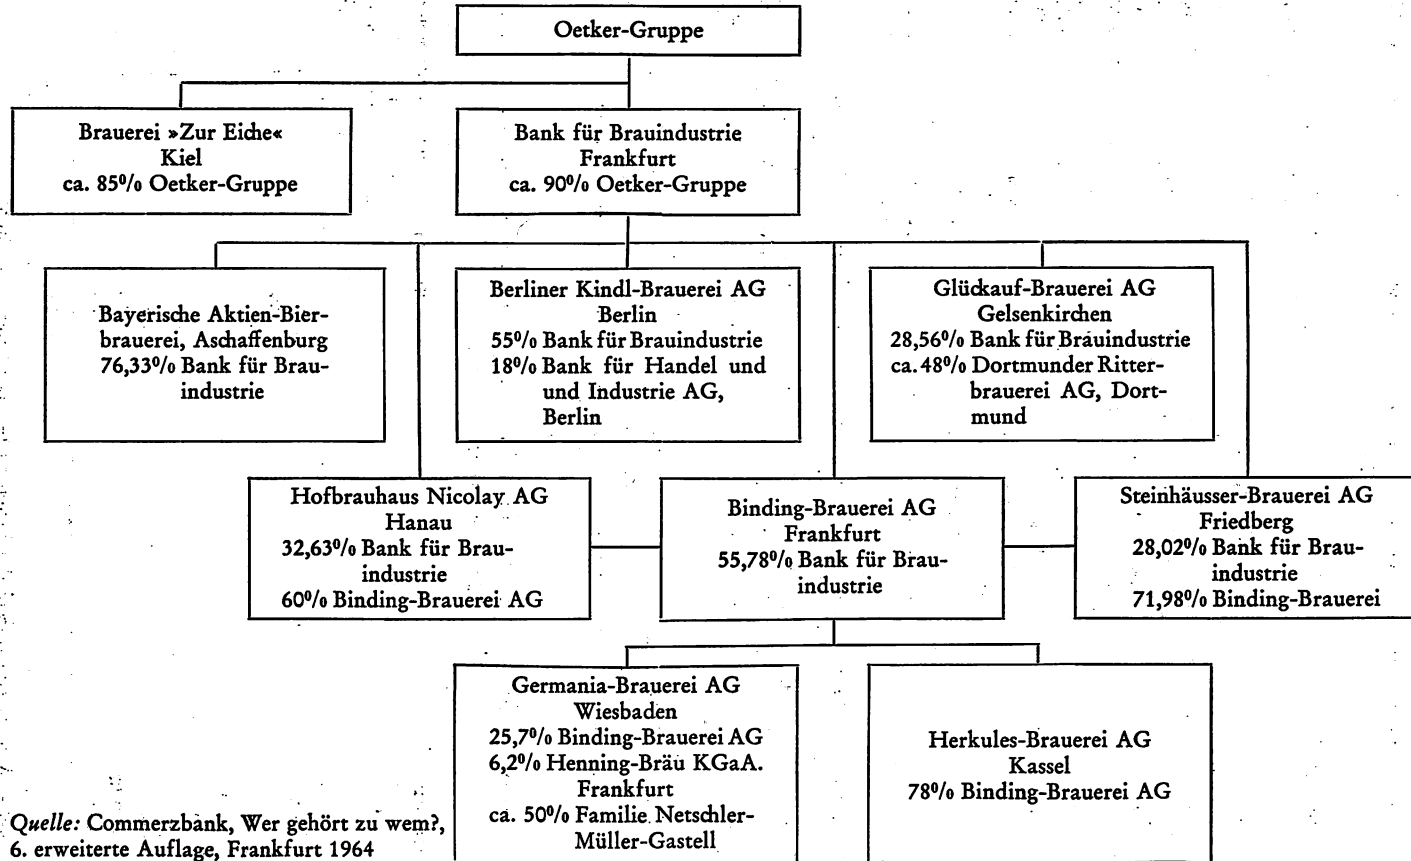 Oetker-Gruppe
Brauerei »Zur Eiche«
Kiel
ca. 85% Oetker-Gruppe
Bank für Brauindustrie
Frankfurt
ca. 90% Oetker-Gruppe
Bayerische Aktien-Bier-
brauerei, Aschaffenburg
76,33% Bank für Brau-
industrie
Berliner Kindl-Brauerei AG
Berlin
55% Bank für Brauindustrie
18% Bank für Handel und
und Industrie AG,
Berlin
Glückauf-Brauerei AG
Gelsenkirchen
28,56% Bank für Brauindustrie
ca. 48% Dortmunder Ritter-
brauerei AG, Dort-
mund
Hofbrauhaus Nicolay AG
Hanau
32,63% Bank für Brau-
industrie
60% Binding-Brauerei AG
Binding-Brauerei AG
Frankfurt
55,78% Bank für Brau-
industrie
Steinhäusser-Brauerei AG
Friedberg
28,02% Bank für Brau-
industrie
71,98% Binding-Brauerei
Germania-Brauerei AG
Wiesbaden
25,7% Binding-Brauerei AG
6,2% Henning-Bräu KGaA.
Frankfurt
ca. 50% Familie Netschler-
Müller-Gastell
Herkules-Brauerei AG
Kassel
78% Binding-Brauerei AG
Quelle: Commerzbank, Wer gehört zu wem?,
6. erweiterte Auflage, Frankfurt 1964